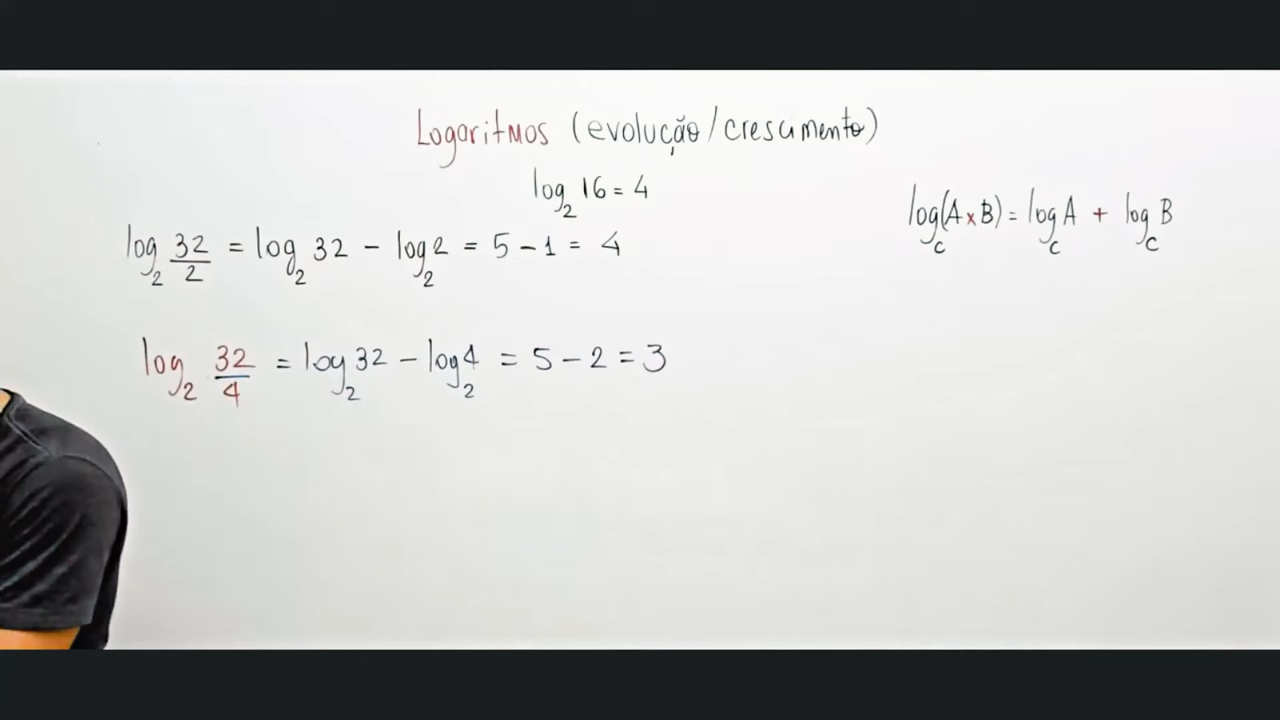 Logaritmos (evolução/crescimento)
log₂ 16 = 4
log_c(A × B) = log_c A + log_c B
log₂ 32/2 = log₂ 32 − log₂ 2 = 5 − 1 = 4
log₂ 32/4 = log₂ 32 − log₂ 4 = 5 − 2 = 3